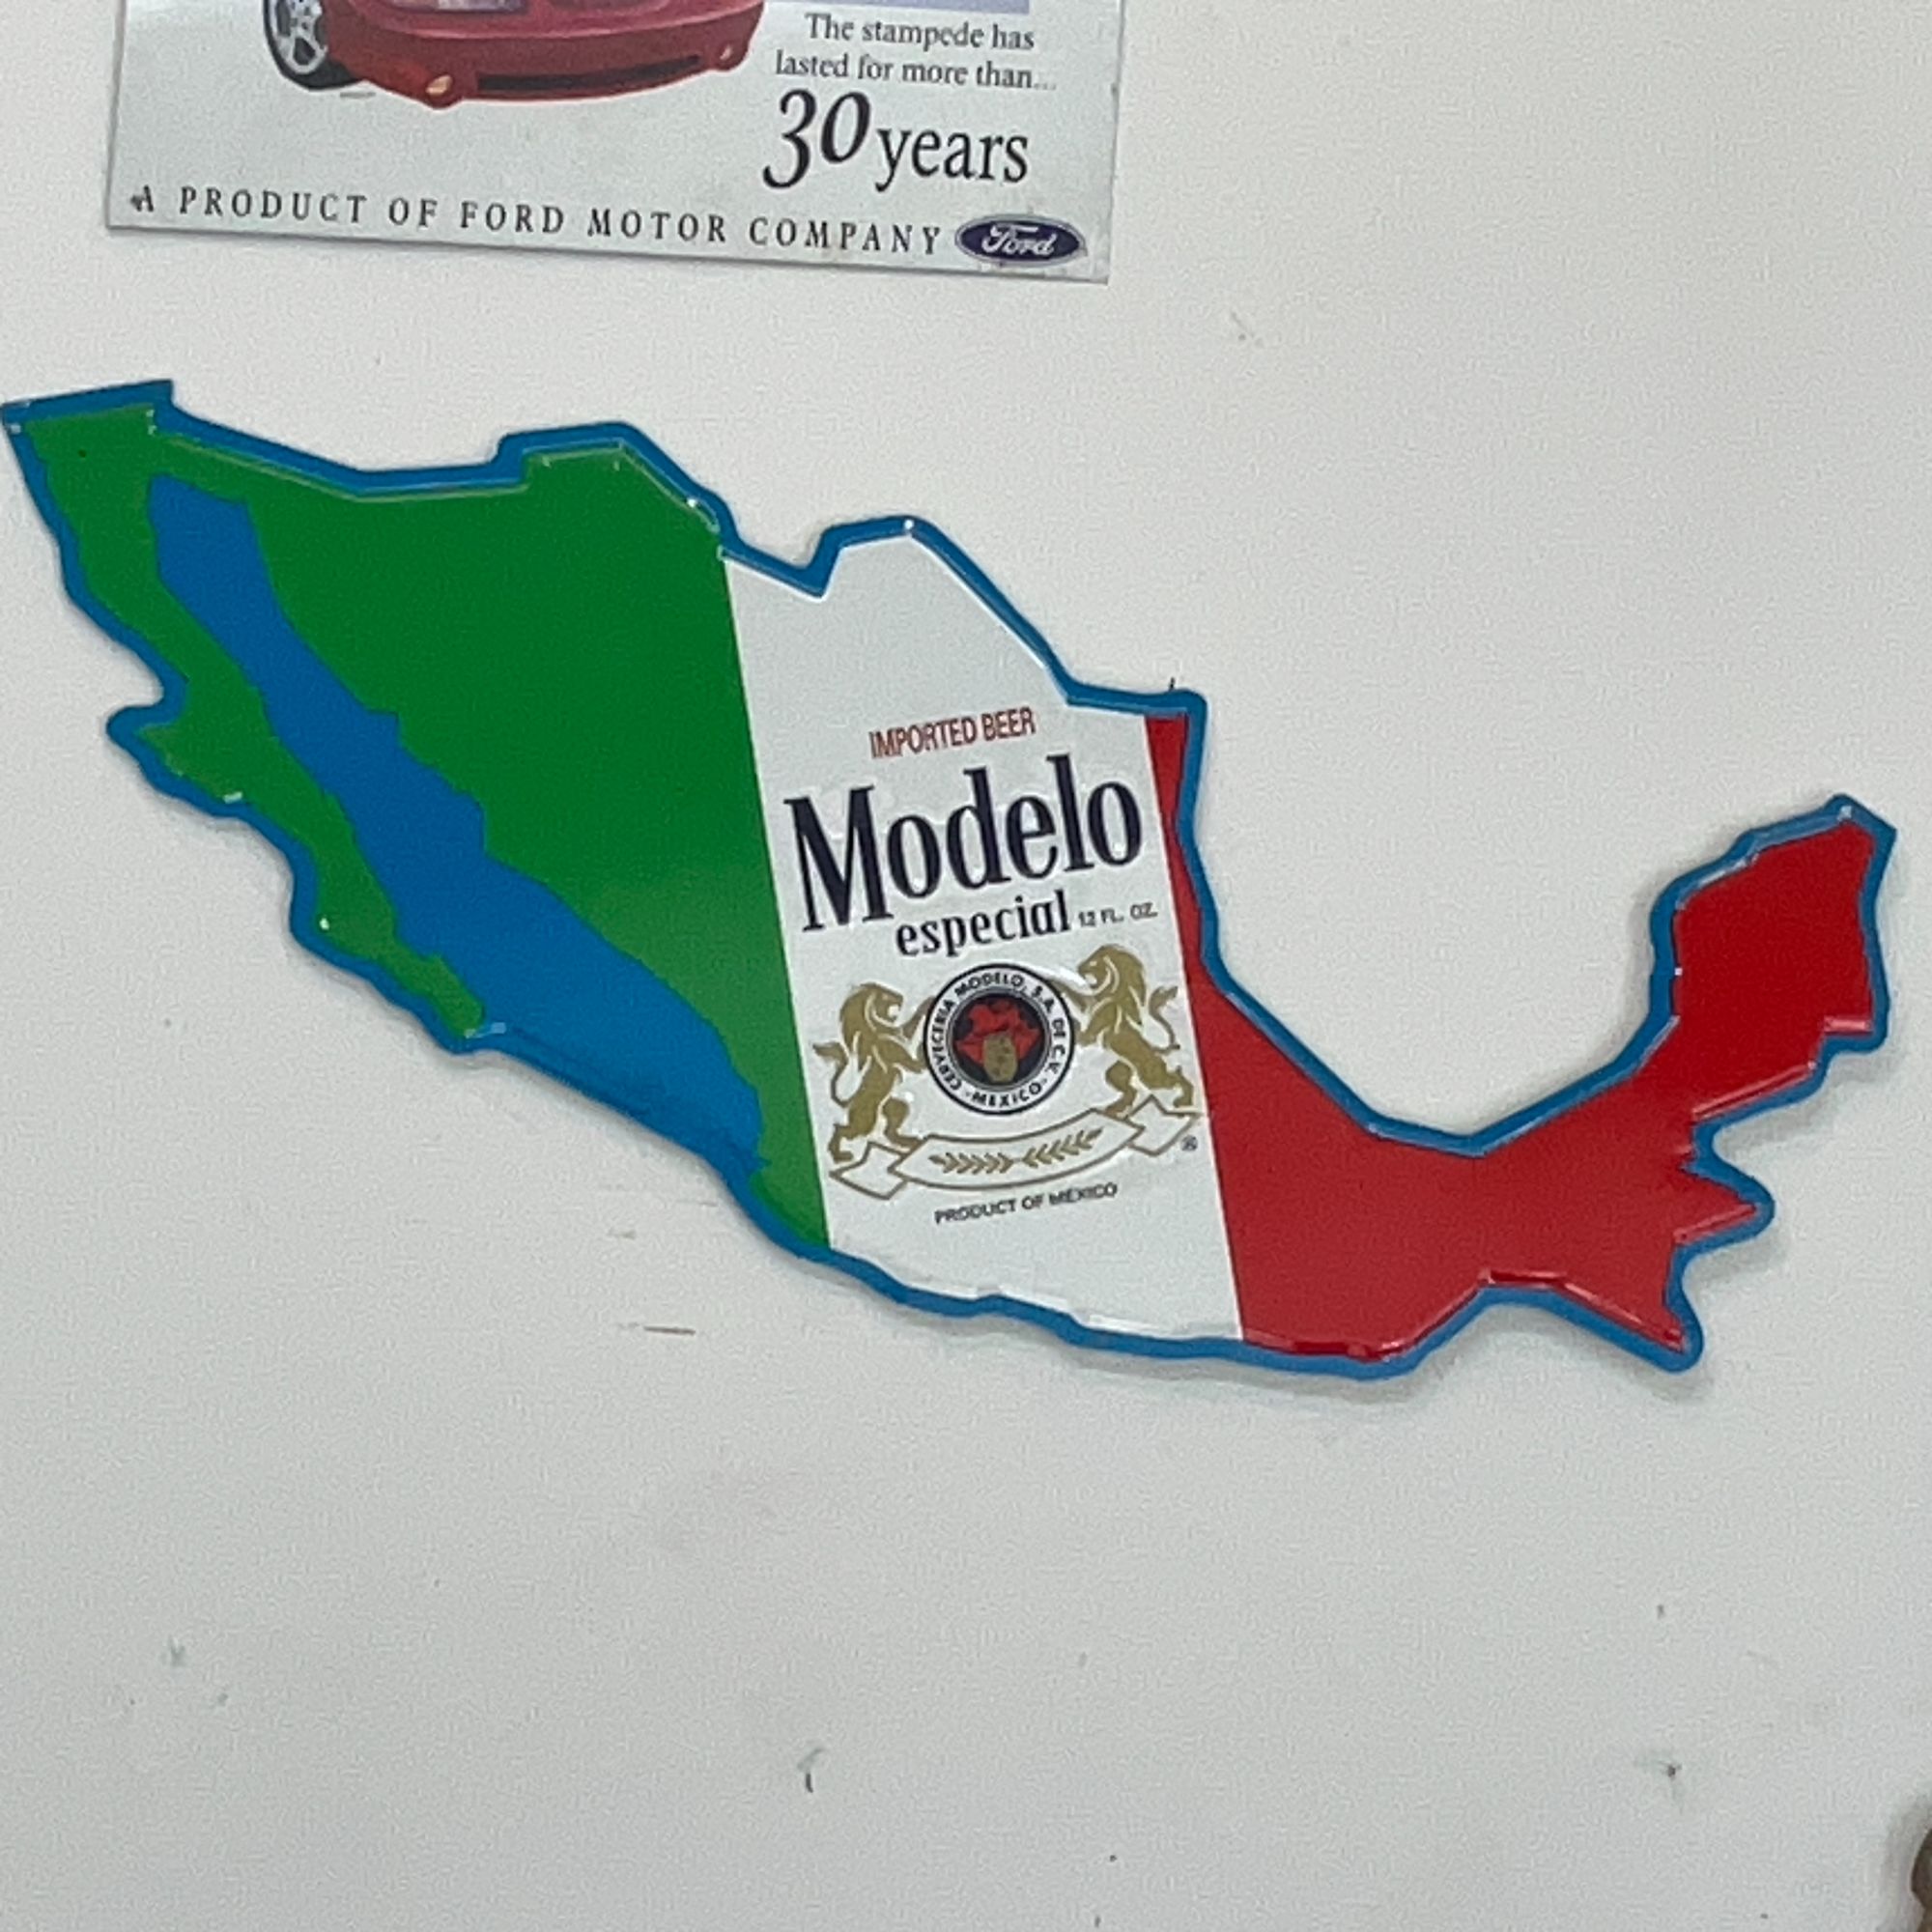 The stampede has
lasted for more than...
30 years
A PRODUCT OF FORD MOTOR COMPANY Ford
IMPORTED BEER
Modelo
especial 12 FL. OZ.
CERVECERIA MODELO, S.A. DE C.V.
-MEXICO-
®
PRODUCT OF MEXICO